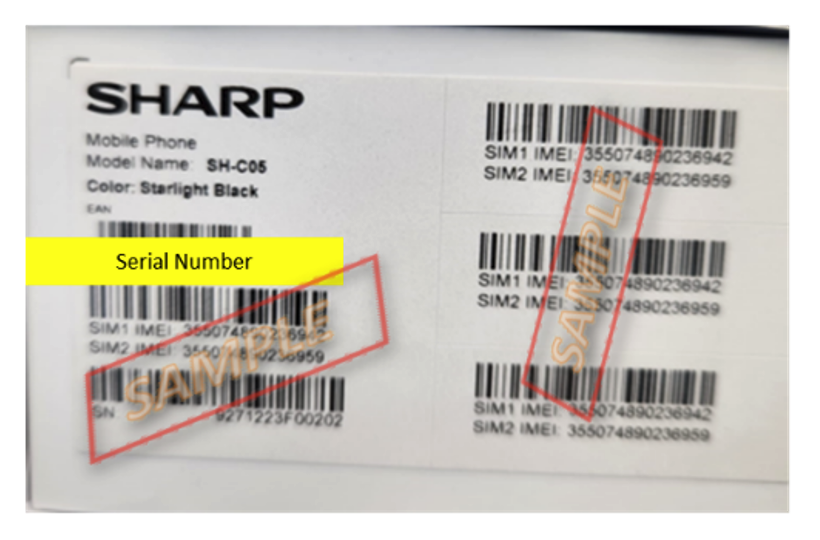 SHARP
Mobile Phone
Model Name: SH-C05
Color: Starlight Black
EAN
Serial Number
SIM1 IMEI: 355074890236942
SIM2 IMEI: 355074890236959
SAMPLE
SN 9271223F00202
SIM1 IMEI: 355074890236942
SIM2 IMEI: 355074890236959
SAMPLE
SIM1 IMEI: 355074890236942
SIM2 IMEI: 355074890236959
SIM1 IMEI: 355074890236942
SIM2 IMEI: 355074890236959